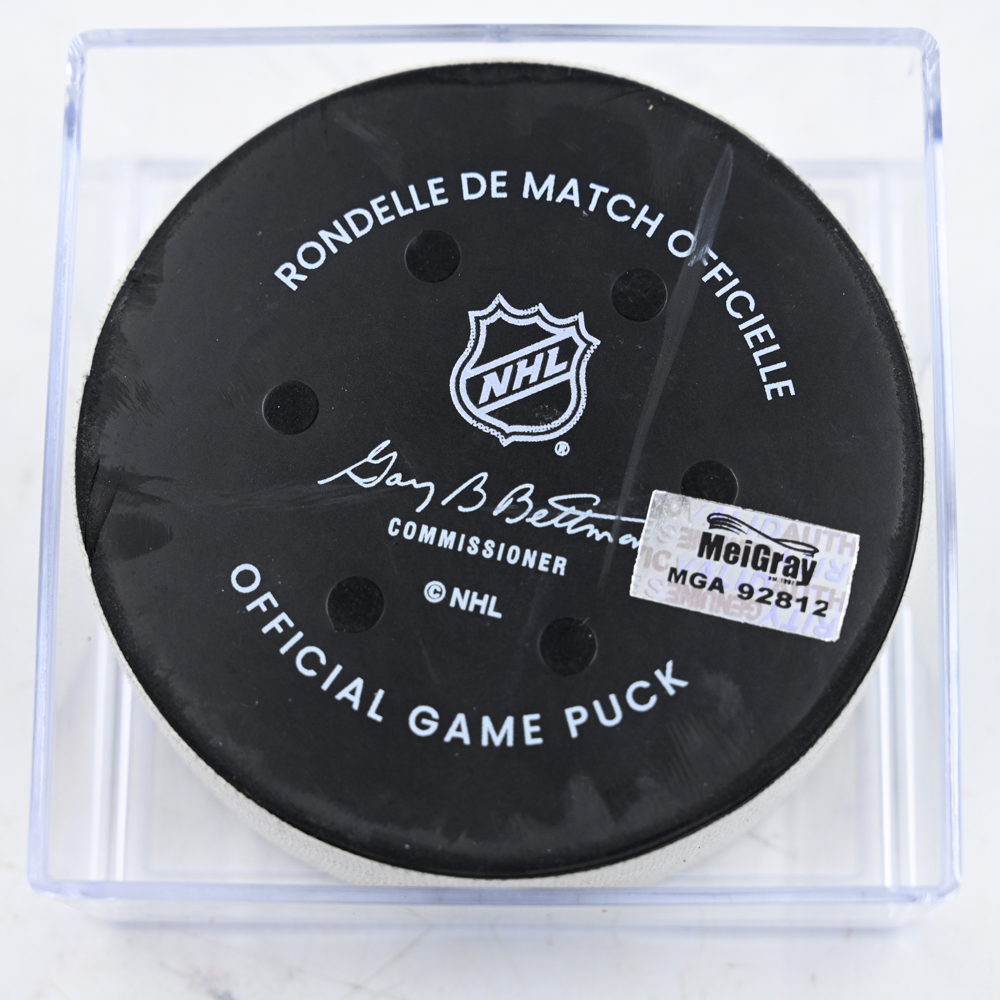 RONDELLE DE MATCH OFFICIELLE
NHL
®
Gary B Bettman
COMMISSIONER
© NHL
OFFICIAL GAME PUCK
MeiGray
MGA 92812